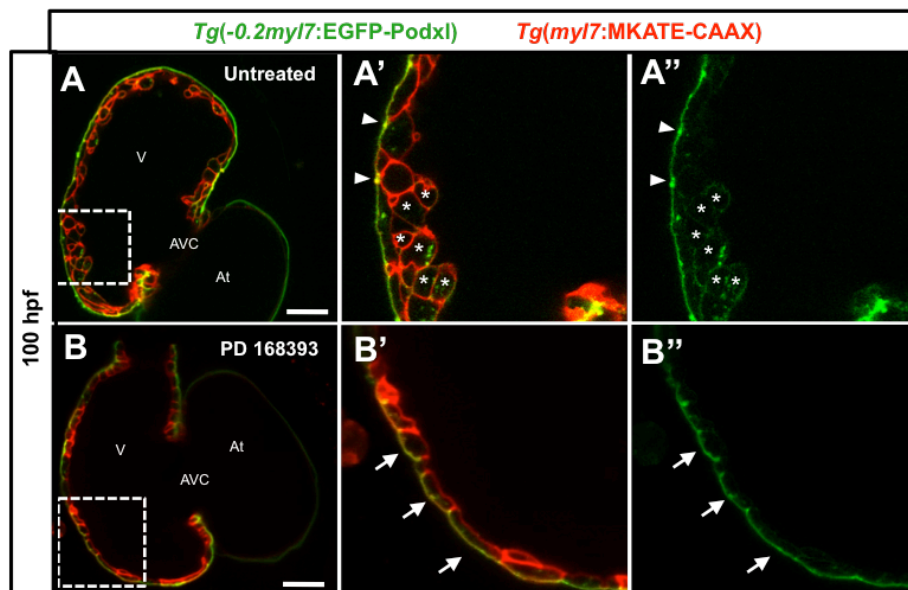 Tg(-0.2myl7:EGFP-Podxl) Tg(myl7:MKATE-CAAX)
100 hpf
A Untreated A' A''
V
AVC
At
* * * * * *
* * * * * *
B PD 168393 B' B''
V
At
AVC